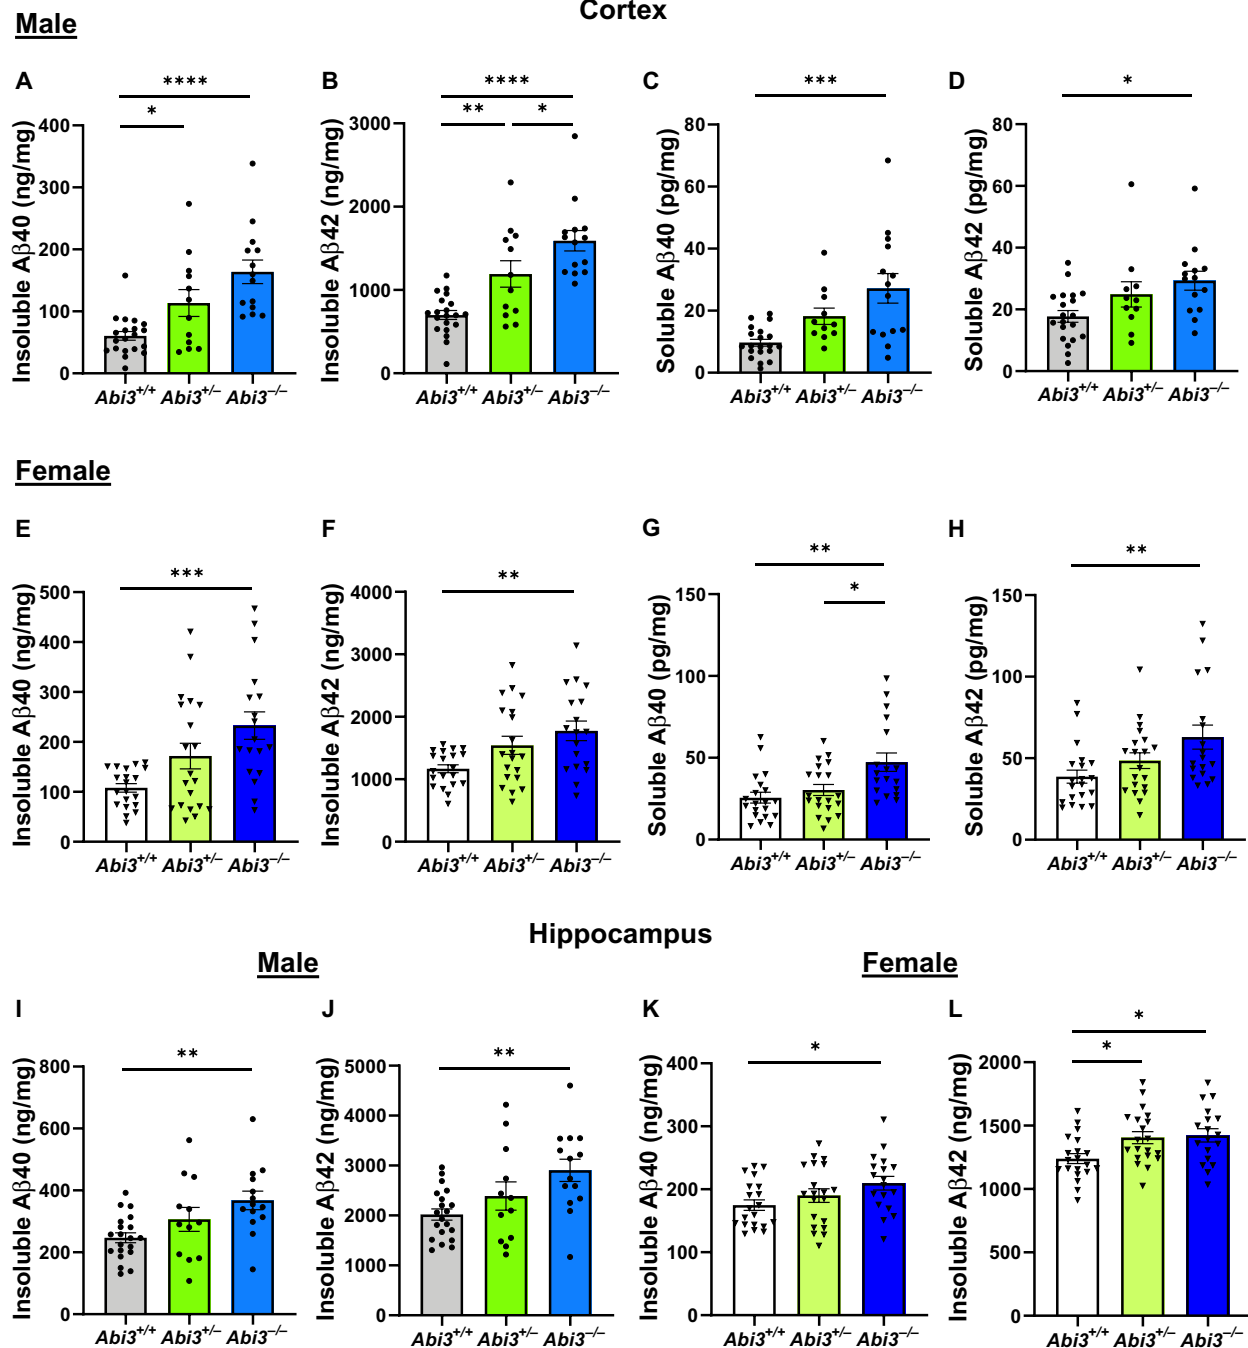 Cortex
Male
A
B
C
D
****
*
****
**
*
***
*
Insoluble Aβ40 (ng/mg)
400
300
200
100
0
Abi3+/+ Abi3+/– Abi3–/–
Insoluble Aβ42 (ng/mg)
3000
2000
1000
0
Abi3+/+ Abi3+/– Abi3–/–
Soluble Aβ40 (pg/mg)
80
60
40
20
0
Abi3+/+ Abi3+/– Abi3–/–
Soluble Aβ42 (pg/mg)
80
60
40
20
0
Abi3+/+ Abi3+/– Abi3–/–
Female
E
F
G
H
***
**
**
*
**
Insoluble Aβ40 (ng/mg)
500
400
300
200
100
0
Abi3+/+ Abi3+/– Abi3–/–
Insoluble Aβ42 (ng/mg)
4000
3000
2000
1000
0
Abi3+/+ Abi3+/– Abi3–/–
Soluble Aβ40 (pg/mg)
150
100
50
0
Abi3+/+ Abi3+/– Abi3–/–
Soluble Aβ42 (pg/mg)
150
100
50
0
Abi3+/+ Abi3+/– Abi3–/–
Hippocampus
Male
Female
I
J
K
L
**
**
*
*
*
Insoluble Aβ40 (ng/mg)
800
600
400
200
0
Abi3+/+ Abi3+/– Abi3–/–
Insoluble Aβ42 (ng/mg)
5000
4000
3000
2000
1000
0
Abi3+/+ Abi3+/– Abi3–/–
Insoluble Aβ40 (ng/mg)
400
300
200
100
0
Abi3+/+ Abi3+/– Abi3–/–
Insoluble Aβ42 (ng/mg)
2000
1500
1000
500
0
Abi3+/+ Abi3+/– Abi3–/–